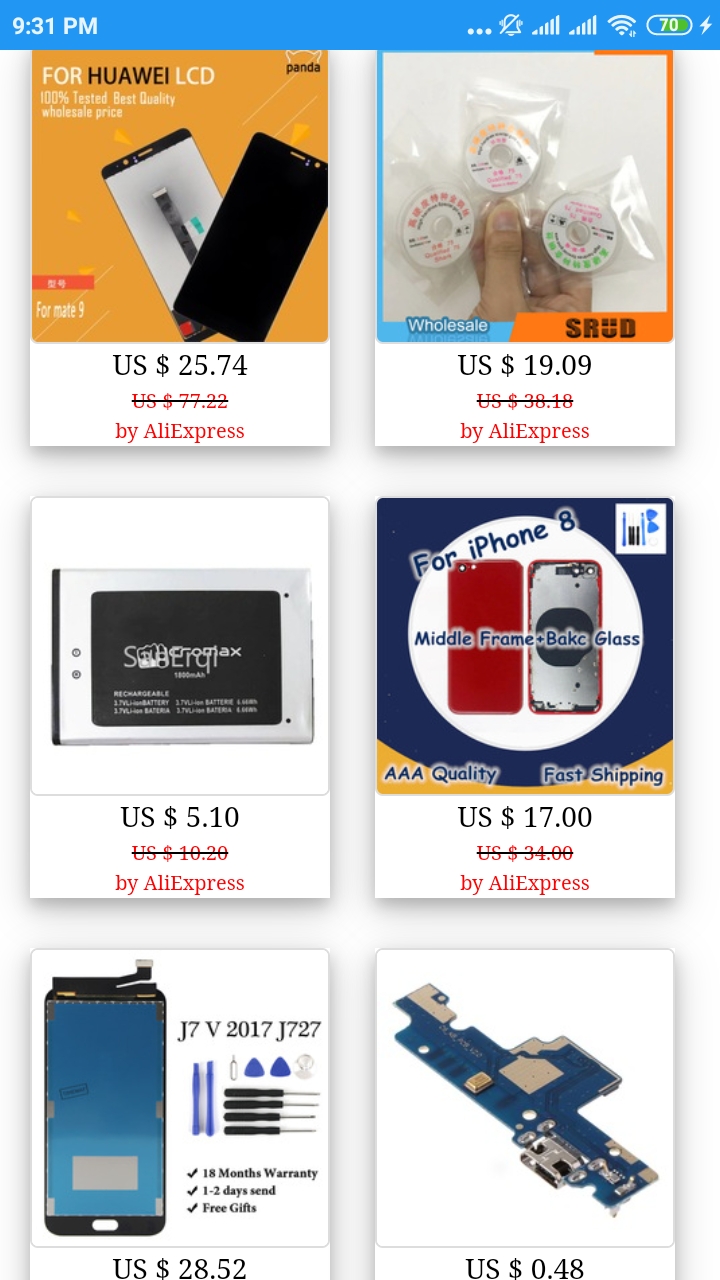 9:31 PM
70
FOR HUAWEI LCD
panda
100% Tested Best Quality
wholesale price
型号
For mate 9
Wholesale
SRUD
US $ 25.74
US $ 19.09
US $ 77.22
US $ 38.18
by AliExpress
by AliExpress
1800mAh
RECHARGEABLE
3.7VLi-ionBATTERY 3.7VLi-ion BATTERIE 6.66Wh
3.7VLi-ion BATERIA 3.7VLi-ion BATERIA 6.66Wh
For iPhone 8
Middle Frame+Bakc Glass
AAA Quality
Fast Shipping
US $ 5.10
US $ 17.00
US $ 10.20
US $ 34.00
by AliExpress
by AliExpress
J7 V 2017 J727
18 Months Warranty
1-2 days send
Free Gifts
US $ 28.52
US $ 0.48